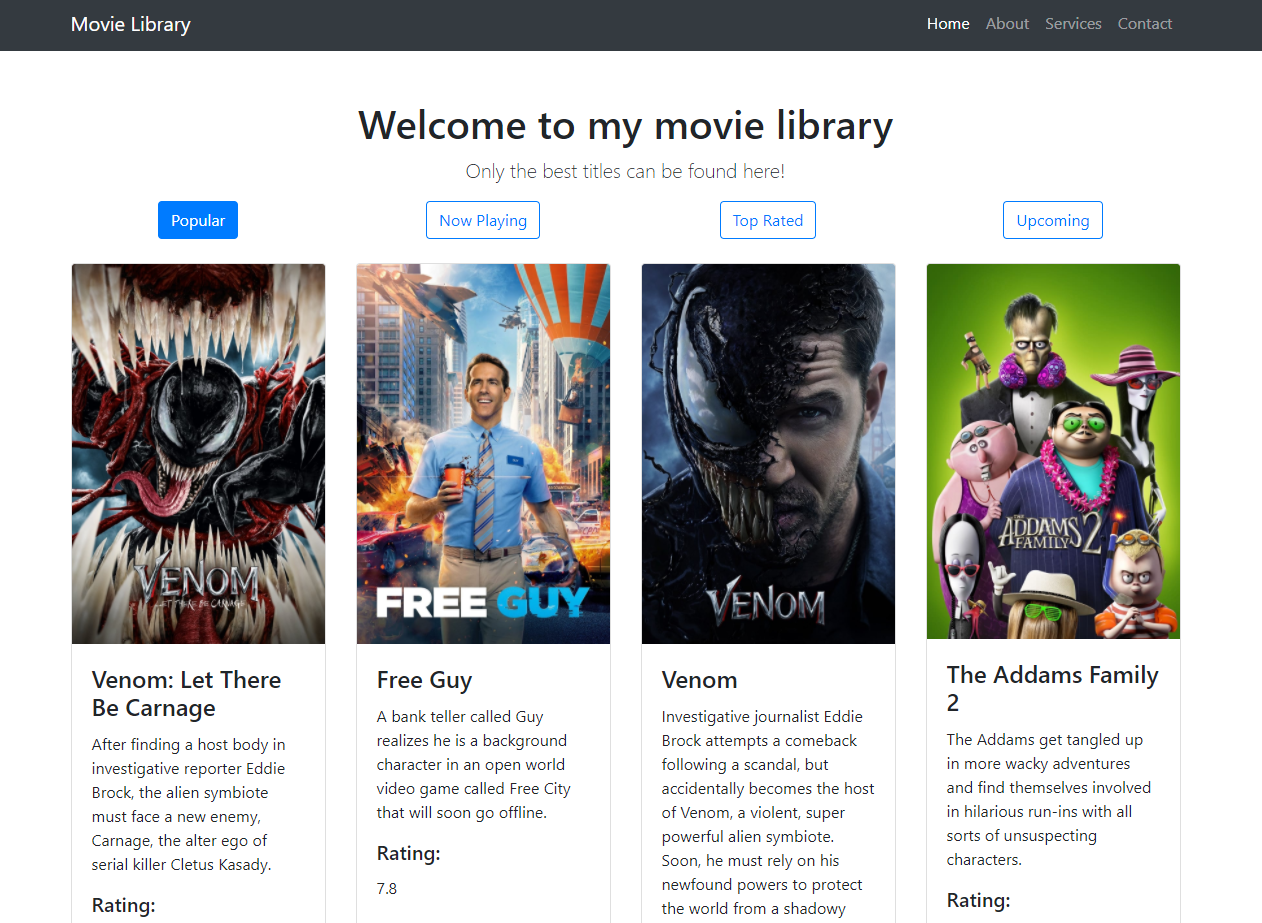 Movie Library
Home About Services Contact
Welcome to my movie library
Only the best titles can be found here!
Popular
Now Playing
Top Rated
Upcoming
VENOM
LET THERE BE CARNAGE
Venom: Let There
Be Carnage
After finding a host body in
investigative reporter Eddie
Brock, the alien symbiote
must face a new enemy,
Carnage, the alter ego of
serial killer Cletus Kasady.
Rating:
FREE GUY
Free Guy
A bank teller called Guy
realizes he is a background
character in an open world
video game called Free City
that will soon go offline.
Rating:
7.8
VENOM
Venom
Investigative journalist Eddie
Brock attempts a comeback
following a scandal, but
accidentally becomes the host
of Venom, a violent, super
powerful alien symbiote.
Soon, he must rely on his
newfound powers to protect
the world from a shadowy
THE
ADDAMS
FAMILY 2
The Addams Family
2
The Addams get tangled up
in more wacky adventures
and find themselves involved
in hilarious run-ins with all
sorts of unsuspecting
characters.
Rating: